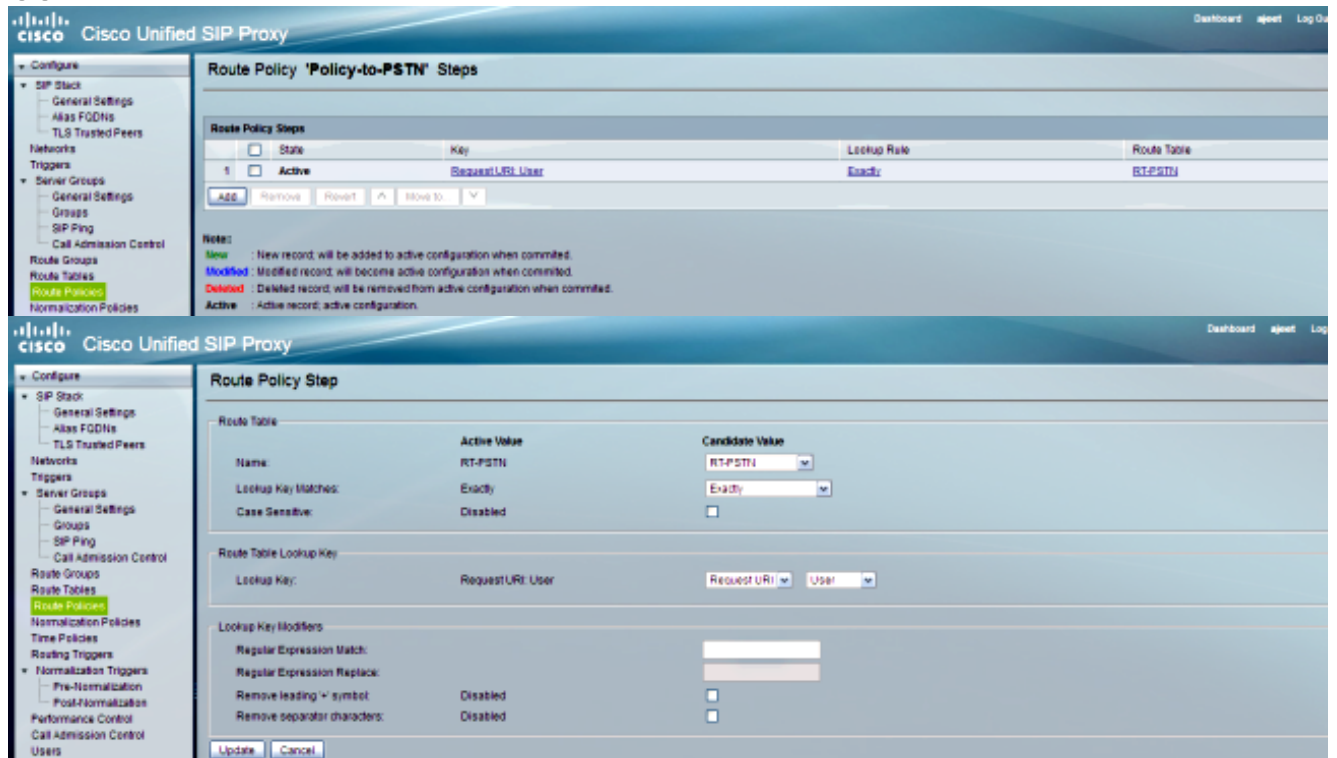 Dashboard ajeet Log Ou
cisco Cisco Unified SIP Proxy
Configure
SIP Stack
General Settings
Alias FQDNs
TLS Trusted Peers
Networks
Triggers
Server Groups
General Settings
Groups
SIP Ping
Call Admission Control
Route Groups
Route Tables
Route Policies
Normalization Policies
Route Policy 'Policy-to-PSTN' Steps
Route Policy Steps
State Key Lookup Rule Route Table
1 Active Request URI: User Exactly RT-PSTN
Add Remove Revert Move to.
Note::
New : New record; will be added to active configuration when commited.
Modified : Modified record; will become active configuration when commited.
Deleted : Deleted record; will be removed from active configuration when commited.
Active : Active record; active configuration.
Dashboard ajeet Log
cisco Cisco Unified SIP Proxy
Configure
SIP Stack
General Settings
Alias FQDNs
TLS Trusted Peers
Networks
Triggers
Server Groups
General Settings
Groups
SIP Ping
Call Admission Control
Route Groups
Route Tables
Route Policies
Normalization Policies
Time Policies
Routing Triggers
Normalization Triggers
Pre-Normalization
Post-Normalization
Performance Control
Call Admission Control
Users
Route Policy Step
Route Table
Active Value Candidate Value
Name: RT-PSTN RT-PSTN
Lookup Key Matches: Exactly Exactly
Case Sensitive: Disabled
Route Table Lookup Key
Lookup Key: Request URI: User Request URI User
Lookup Key Modifiers
Regular Expression Match:
Regular Expression Replace:
Remove leading '+' symbol: Disabled
Remove separator characters: Disabled
Update Cancel